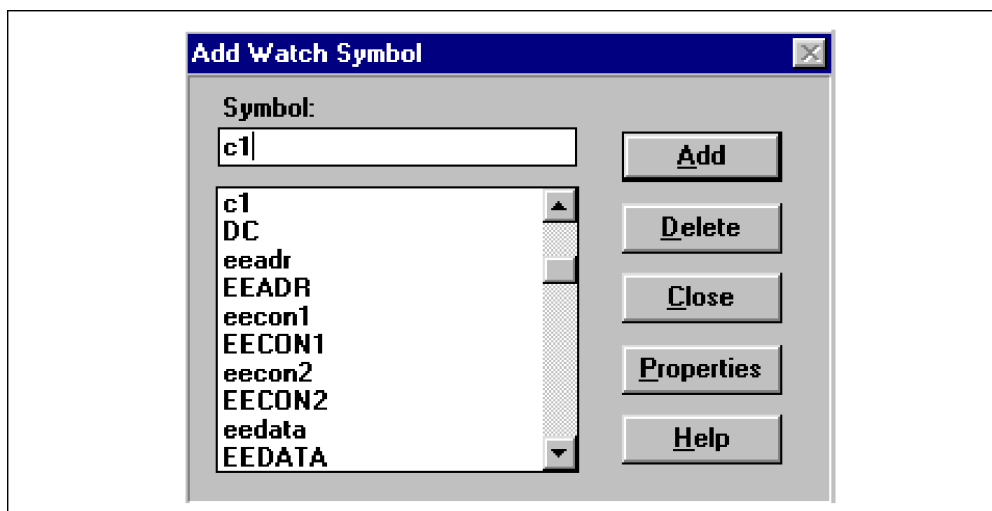 Add Watch Symbol
Symbol:
c1
c1
DC
eeadr
EEADR
eecon1
EECON1
eecon2
EECON2
eedata
EEDATA
Add
Delete
Close
Properties
Help